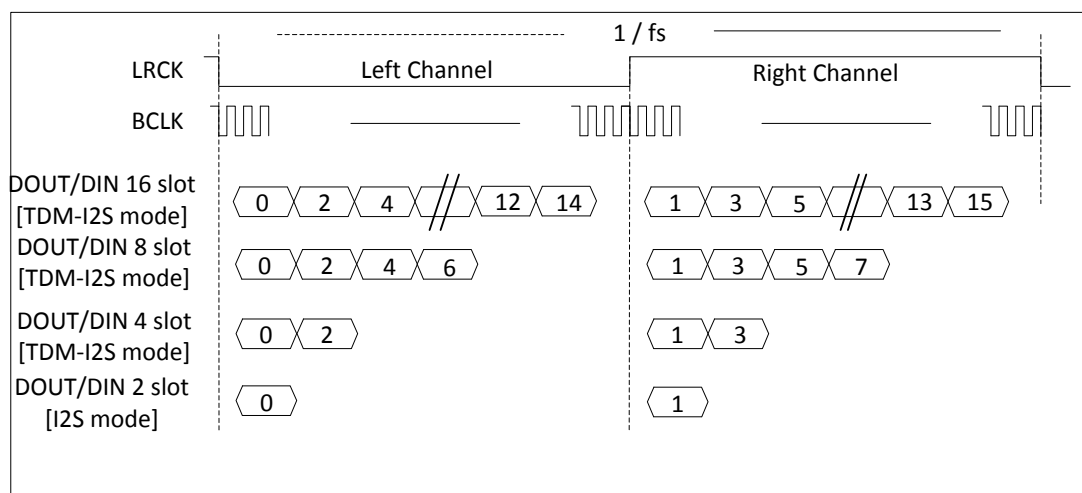 1 / fs
LRCK Left Channel Right Channel
BCLK
DOUT/DIN 16 slot
[TDM-I2S mode] 0 2 4 12 14 1 3 5 13 15
DOUT/DIN 8 slot
[TDM-I2S mode] 0 2 4 6 1 3 5 7
DOUT/DIN 4 slot
[TDM-I2S mode] 0 2 1 3
DOUT/DIN 2 slot
[I2S mode] 0 1